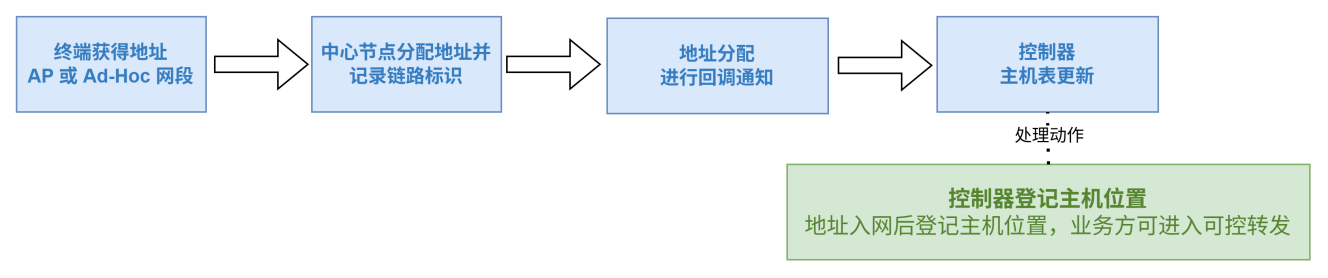 终端获得地址
AP 或 Ad-Hoc 网段
中心节点分配地址并
记录链路标识
地址分配
进行回调通知
控制器
主机表更新
处理动作
控制器登记主机位置
地址入网后登记主机位置，业务方可进入可控转发